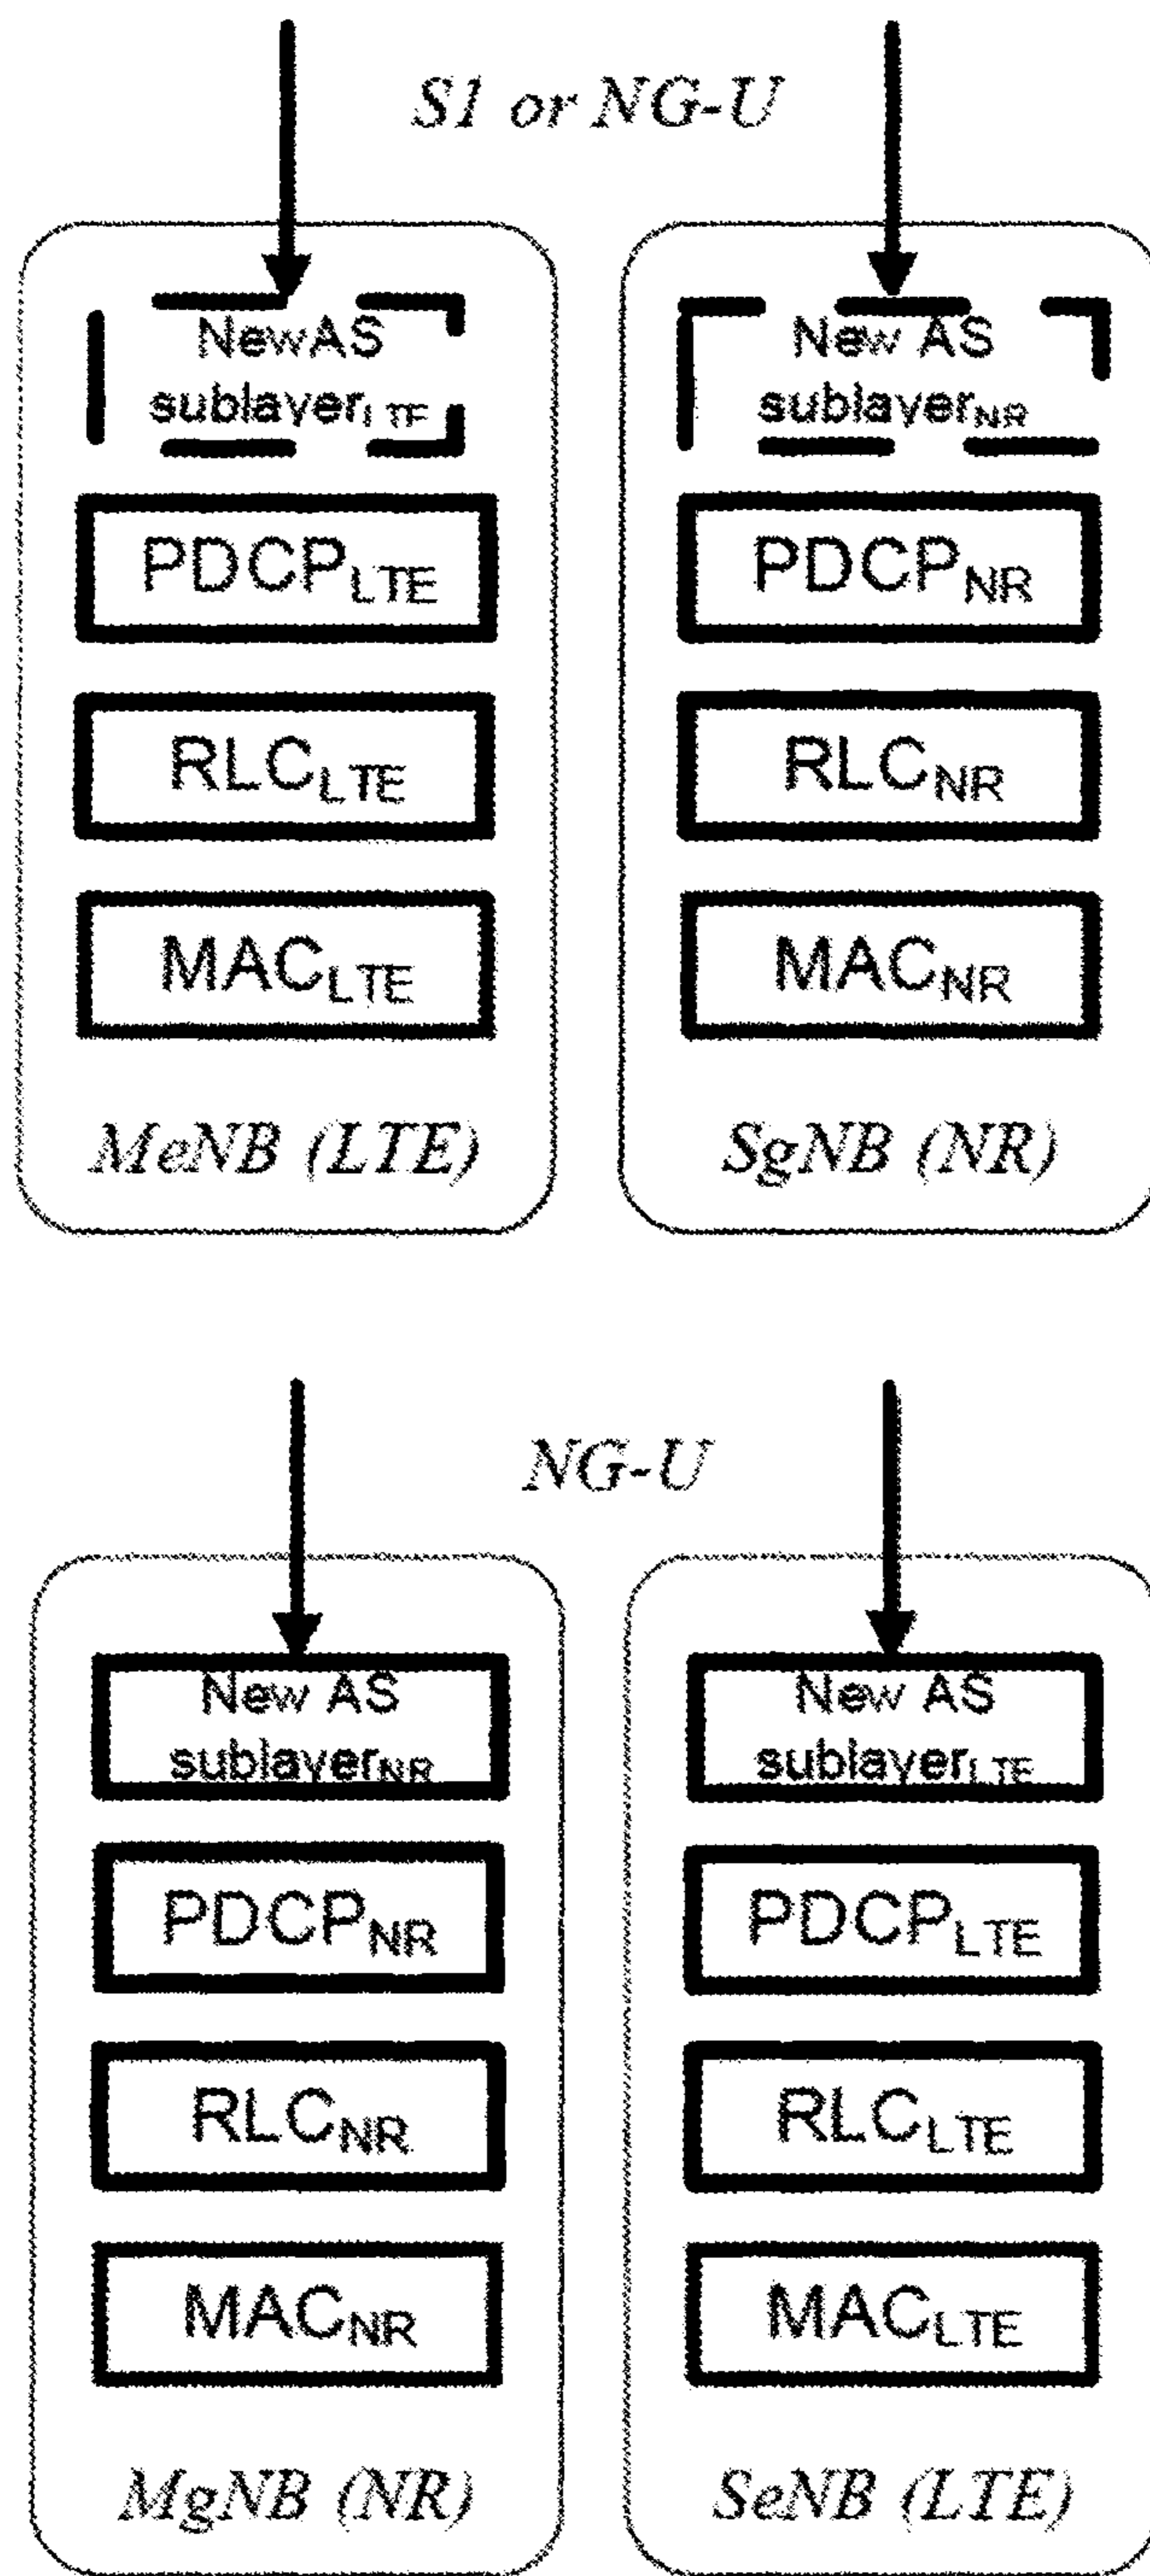 S1 or NG-U
NewAS
sublayerLTE
PDCPLTE
RLCLTE
MACLTE
MeNB (LTE)
New AS
sublayerNR
PDCPNR
RLCNR
MACNR
SgNB (NR)
NG-U
New AS
sublayerNR
PDCPNR
RLCNR
MACNR
MgNB (NR)
New AS
sublayerLTE
PDCPLTE
RLCLTE
MACLTE
SeNB (LTE)